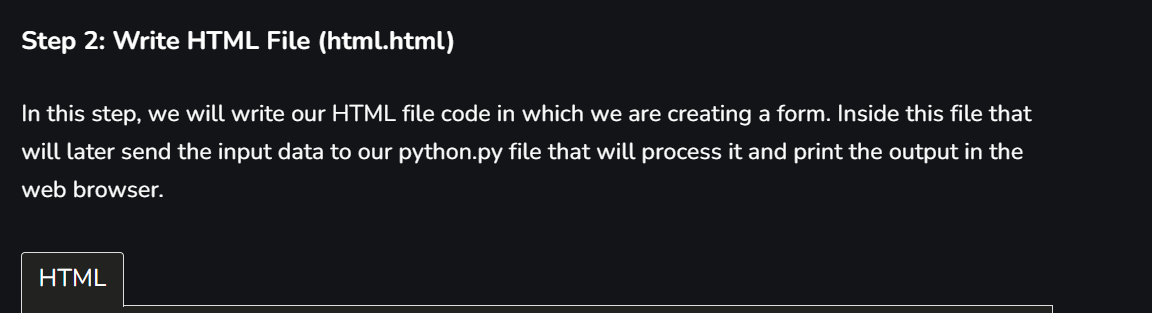 Step 2: Write HTML File (html.html)
In this step, we will write our HTML file code in which we are creating a form. Inside this file that
will later send the input data to our python.py file that will process it and print the output in the
web browser.
HTML